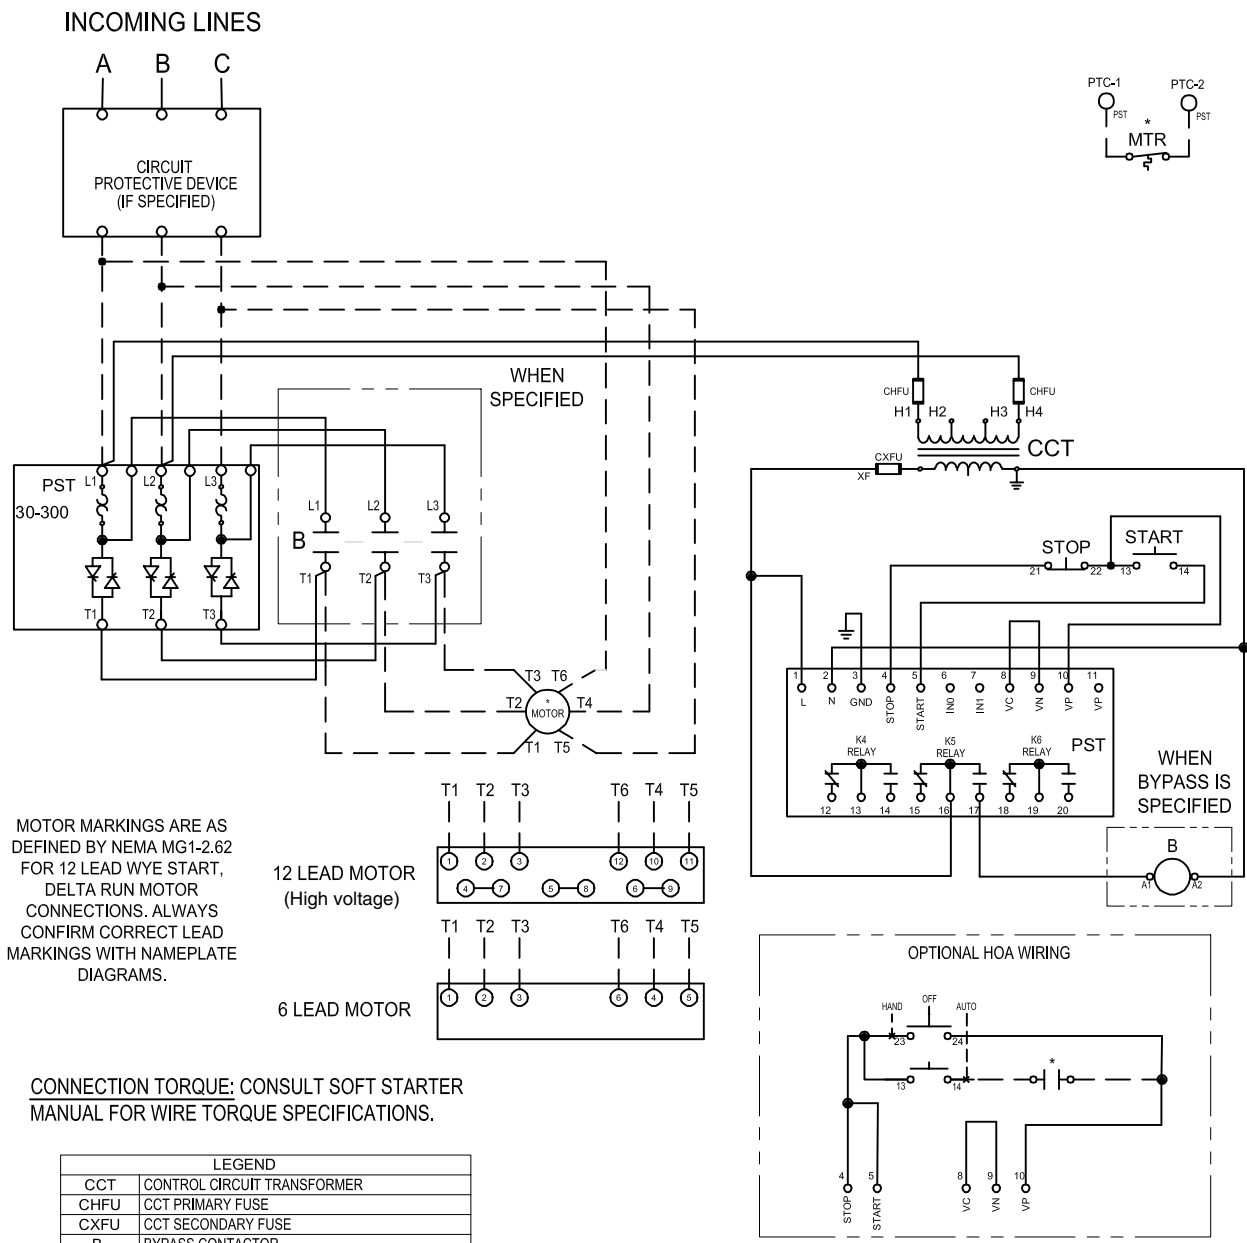 INCOMING LINES
A B C
CIRCUIT
PROTECTIVE DEVICE
(IF SPECIFIED)
PTC-1 PTC-2
PST PST
*
MTR
WHEN
SPECIFIED
CHFU CHFU
H1 H2 H3 H4
CCT
CXFU
XF
PST
30-300
L1 L2 L3
T1 T2 T3
L1 L2 L3
B
T1 T2 T3
STOP START
21 22 13 14
T3 T6
T2 * T4
MOTOR
T1 T5
1 2 3 4 5 6 7 8 9 10 11
L N GND STOP START IN0 IN1 VC VN VP VP
K4
RELAY
K5
RELAY
K6
RELAY
PST
12 13 14 15 16 17 18 19 20
WHEN
BYPASS IS
SPECIFIED
B
A1 A2
MOTOR MARKINGS ARE AS
DEFINED BY NEMA MG1-2.62
FOR 12 LEAD WYE START,
DELTA RUN MOTOR
CONNECTIONS. ALWAYS
CONFIRM CORRECT LEAD
MARKINGS WITH NAMEPLATE
DIAGRAMS.
T1 T2 T3 T6 T4 T5
12 LEAD MOTOR
(High voltage)
1 2 3 12 10 11
4 7 5 8 6 9
T1 T2 T3 T6 T4 T5
6 LEAD MOTOR
1 2 3 6 4 5
OPTIONAL HOA WIRING
HAND OFF AUTO
23 24
13 14 *
4 5 8 9 10
STOP START VC VN VP
CONNECTION TORQUE: CONSULT SOFT STARTER
MANUAL FOR WIRE TORQUE SPECIFICATIONS.
LEGEND
CCT CONTROL CIRCUIT TRANSFORMER
CHFU CCT PRIMARY FUSE
CXFU CCT SECONDARY FUSE
B BYPASS CONTACTOR